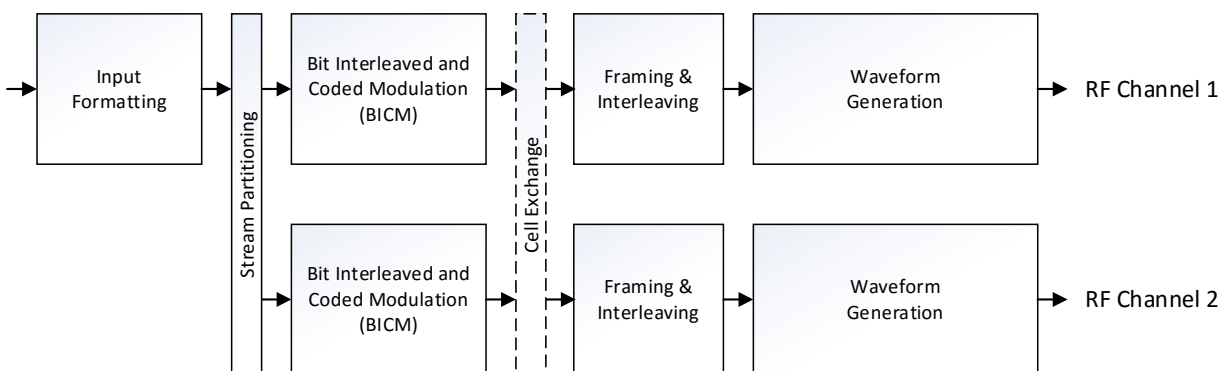 Input
Formatting
Stream Partitioning
Bit Interleaved and
Coded Modulation
(BICM)
Cell Exchange
Framing &
Interleaving
Waveform
Generation
RF Channel 1
Bit Interleaved and
Coded Modulation
(BICM)
Framing &
Interleaving
Waveform
Generation
RF Channel 2